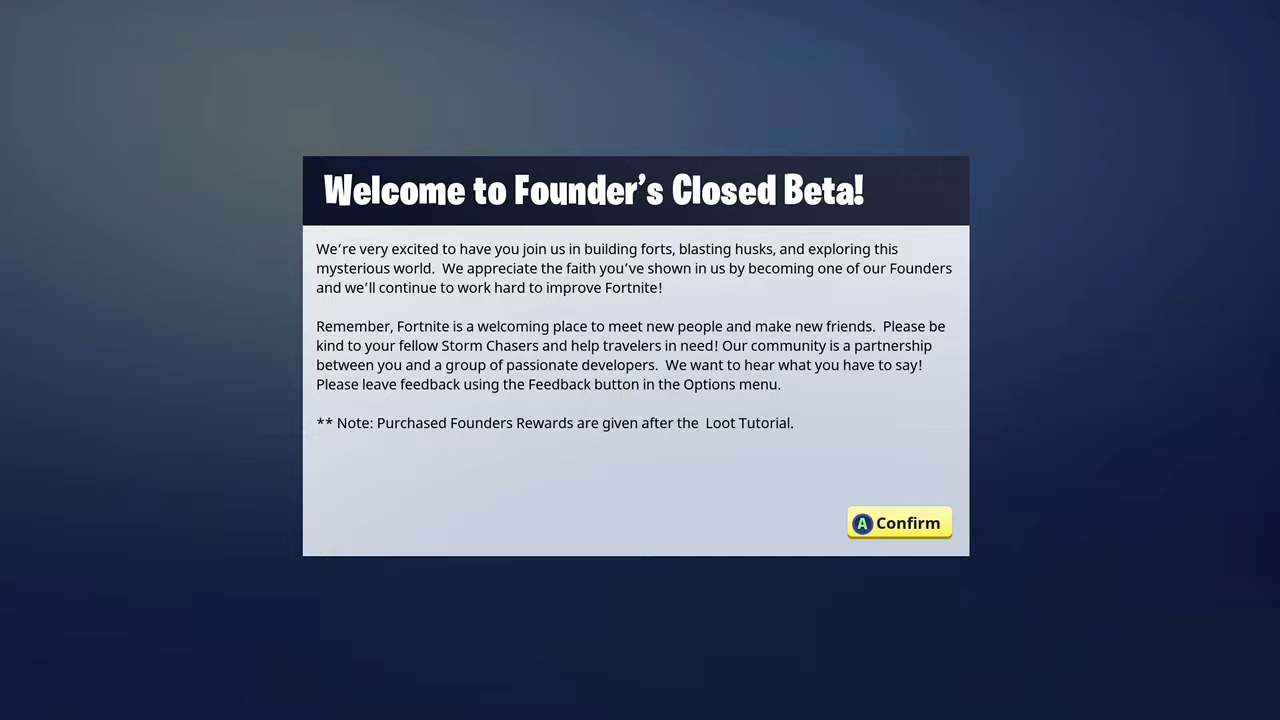 Welcome to Founder's Closed Beta!
We're very excited to have you join us in building forts, blasting husks, and exploring this
mysterious world.  We appreciate the faith you've shown in us by becoming one of our Founders
and we'll continue to work hard to improve Fortnite!
Remember, Fortnite is a welcoming place to meet new people and make new friends.  Please be
kind to your fellow Storm Chasers and help travelers in need! Our community is a partnership
between you and a group of passionate developers.  We want to hear what you have to say!
Please leave feedback using the Feedback button in the Options menu.
** Note: Purchased Founders Rewards are given after the  Loot Tutorial.
A Confirm